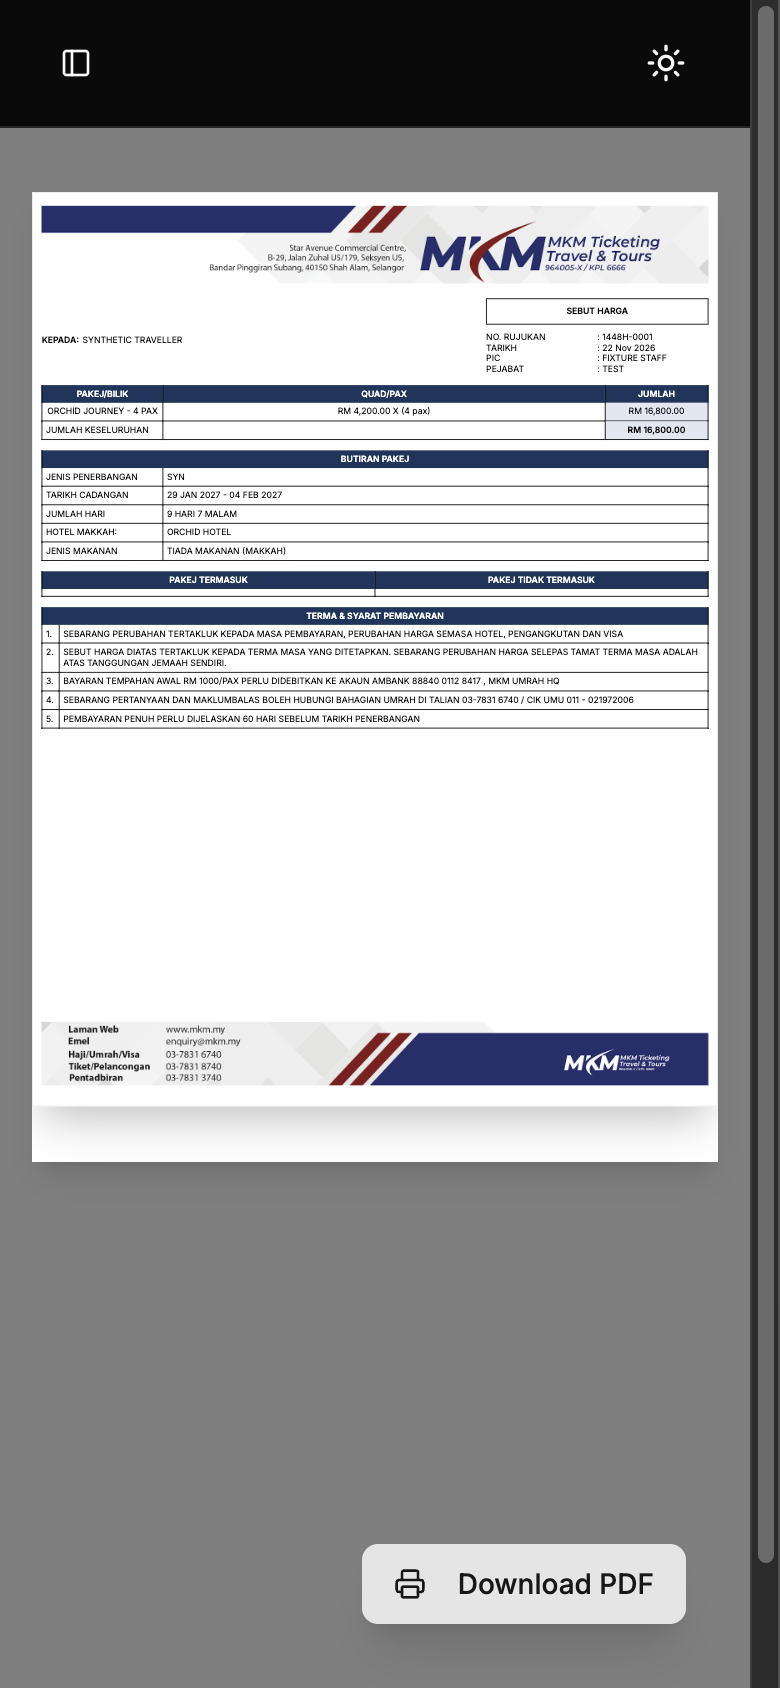 Star Avenue Commercial Centre,
B-29, Jalan Zuhal U5/179, Seksyen U5,
Bandar Pinggiran Subang, 40150 Shah Alam, Selangor
MKM
MKM Ticketing
Travel & Tours
964005-X / KPL 6666
SEBUT HARGA
KEPADA: SYNTHETIC TRAVELLER
NO. RUJUKAN : 1448H-0001
TARIKH : 22 Nov 2026
PIC : FIXTURE STAFF
PEJABAT : TEST
PAKEJ/BILIK QUAD/PAX JUMLAH
ORCHID JOURNEY - 4 PAX RM 4,200.00 X (4 pax) RM 16,800.00
JUMLAH KESELURUHAN RM 16,800.00
BUTIRAN PAKEJ
JENIS PENERBANGAN SYN
TARIKH CADANGAN 29 JAN 2027 - 04 FEB 2027
JUMLAH HARI 9 HARI 7 MALAM
HOTEL MAKKAH: ORCHID HOTEL
JENIS MAKANAN TIADA MAKANAN (MAKKAH)
PAKEJ TERMASUK PAKEJ TIDAK TERMASUK
TERMA & SYARAT PEMBAYARAN
1. SEBARANG PERUBAHAN TERTAKLUK KEPADA MASA PEMBAYARAN, PERUBAHAN HARGA SEMASA HOTEL, PENGANGKUTAN DAN VISA
2. SEBUT HARGA DIATAS TERTAKLUK KEPADA TERMA MASA YANG DITETAPKAN. SEBARANG PERUBAHAN HARGA SELEPAS TAMAT TERMA MASA ADALAH
ATAS TANGGUNGAN JEMAAH SENDIRI.
3. BAYARAN TEMPAHAN AWAL RM 1000/PAX PERLU DIDEBITKAN KE AKAUN AMBANK 88840 0112 8417 , MKM UMRAH HQ
4. SEBARANG PERTANYAAN DAN MAKLUMBALAS BOLEH HUBUNGI BAHAGIAN UMRAH DI TALIAN 03-7831 6740 / CIK UMU 011 - 021972006
5. PEMBAYARAN PENUH PERLU DIJELASKAN 60 HARI SEBELUM TARIKH PENERBANGAN
Laman Web www.mkm.my
Emel enquiry@mkm.my
Haji/Umrah/Visa 03-7831 6740
Tiket/Pelancongan 03-7831 8740
Pentadbiran 03-7831 3740
MKM
MKM Ticketing
Travel & Tours
Download PDF